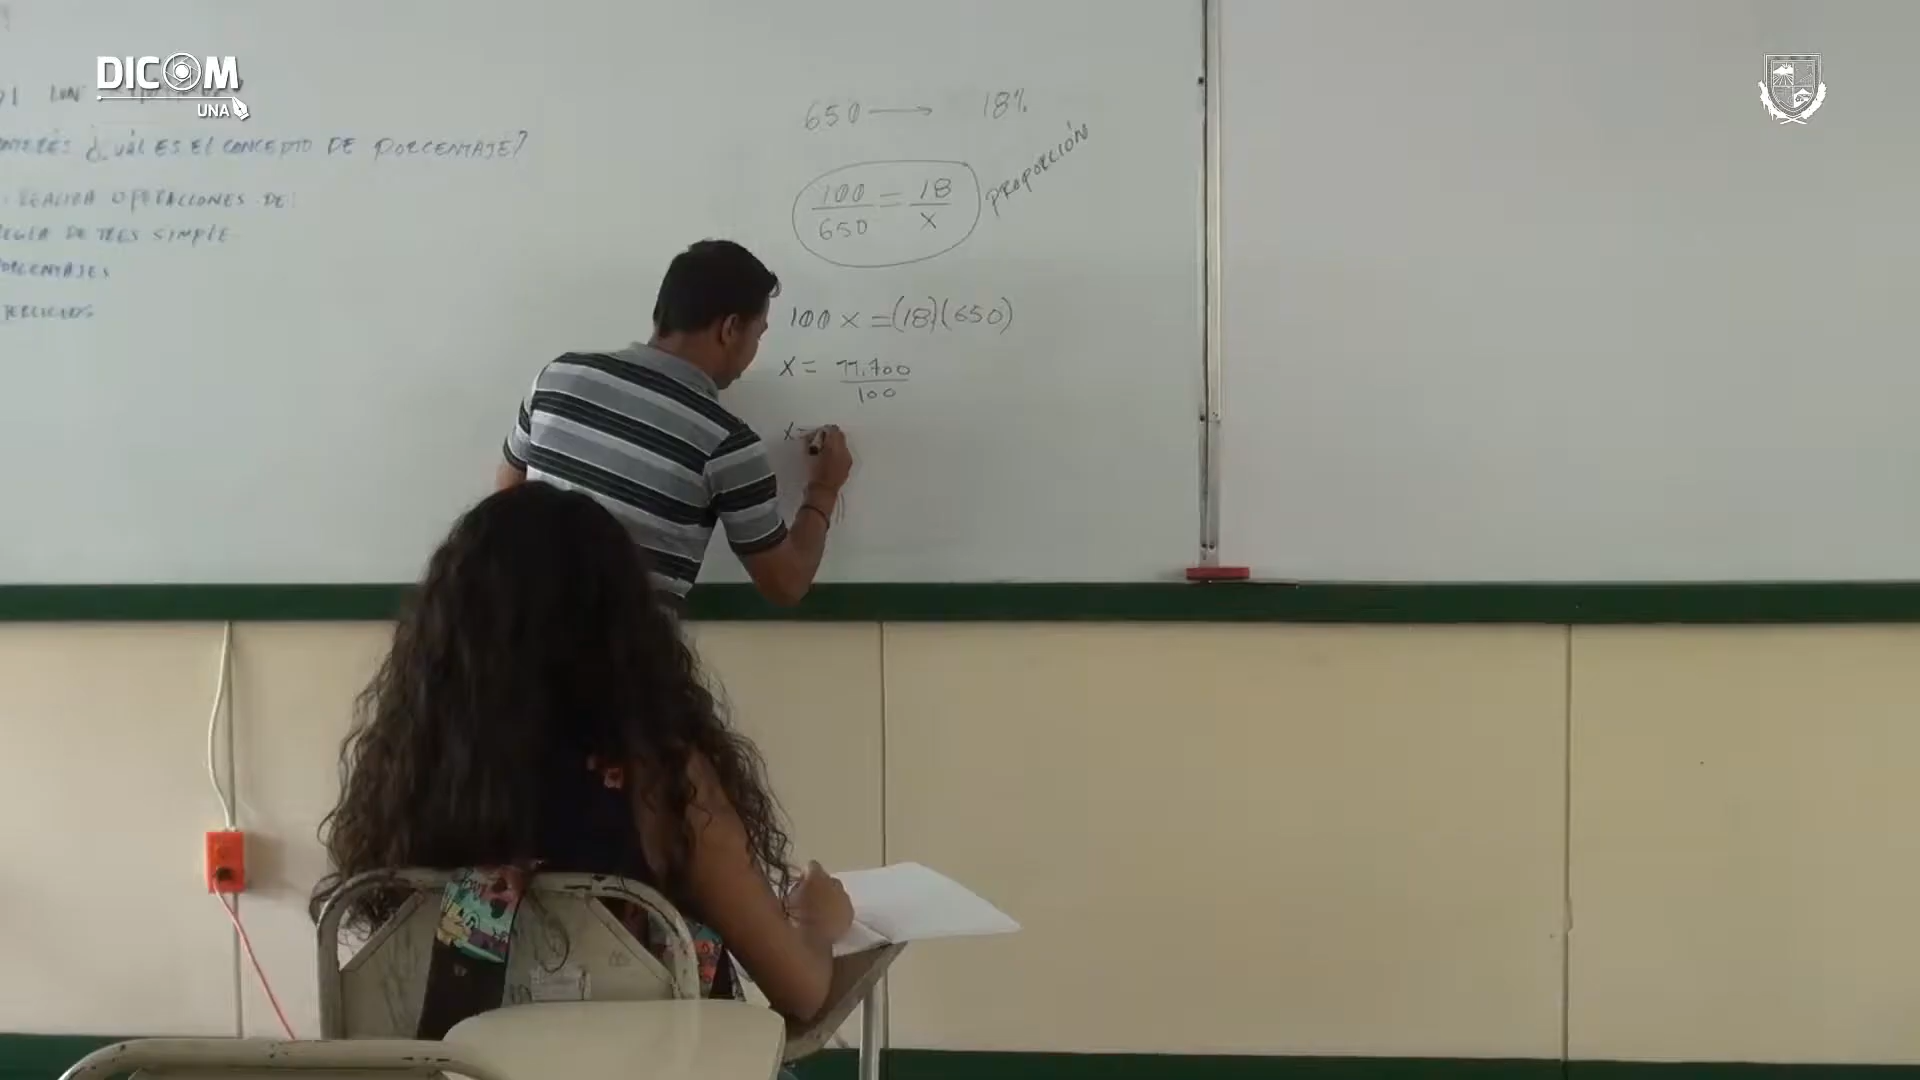 DICOM
UNA
¿CUÁL ES El CONCEPTO DE PORCENTAJE?
REALIZA OPERACIONES DE:
REGLA DE TRES SIMPLE
PORCENTAJES
650 → 18%
100/650 = 18/X
PROPORCIÓN
100 X = (18)(650)
X = 11.700/100
X=